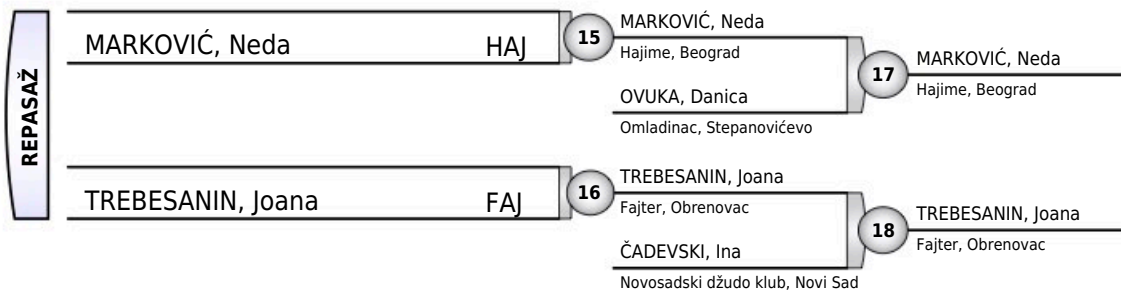 REPASAŽ
MARKOVIĆ, Neda HAJ
15
MARKOVIĆ, Neda
Hajime, Beograd
OVUKA, Danica
Omladinac, Stepanovićevo
17
MARKOVIĆ, Neda
Hajime, Beograd
TREBESANIN, Joana FAJ
16
TREBESANIN, Joana
Fajter, Obrenovac
ČADEVSKI, Ina
Novosadski džudo klub, Novi Sad
18
TREBESANIN, Joana
Fajter, Obrenovac